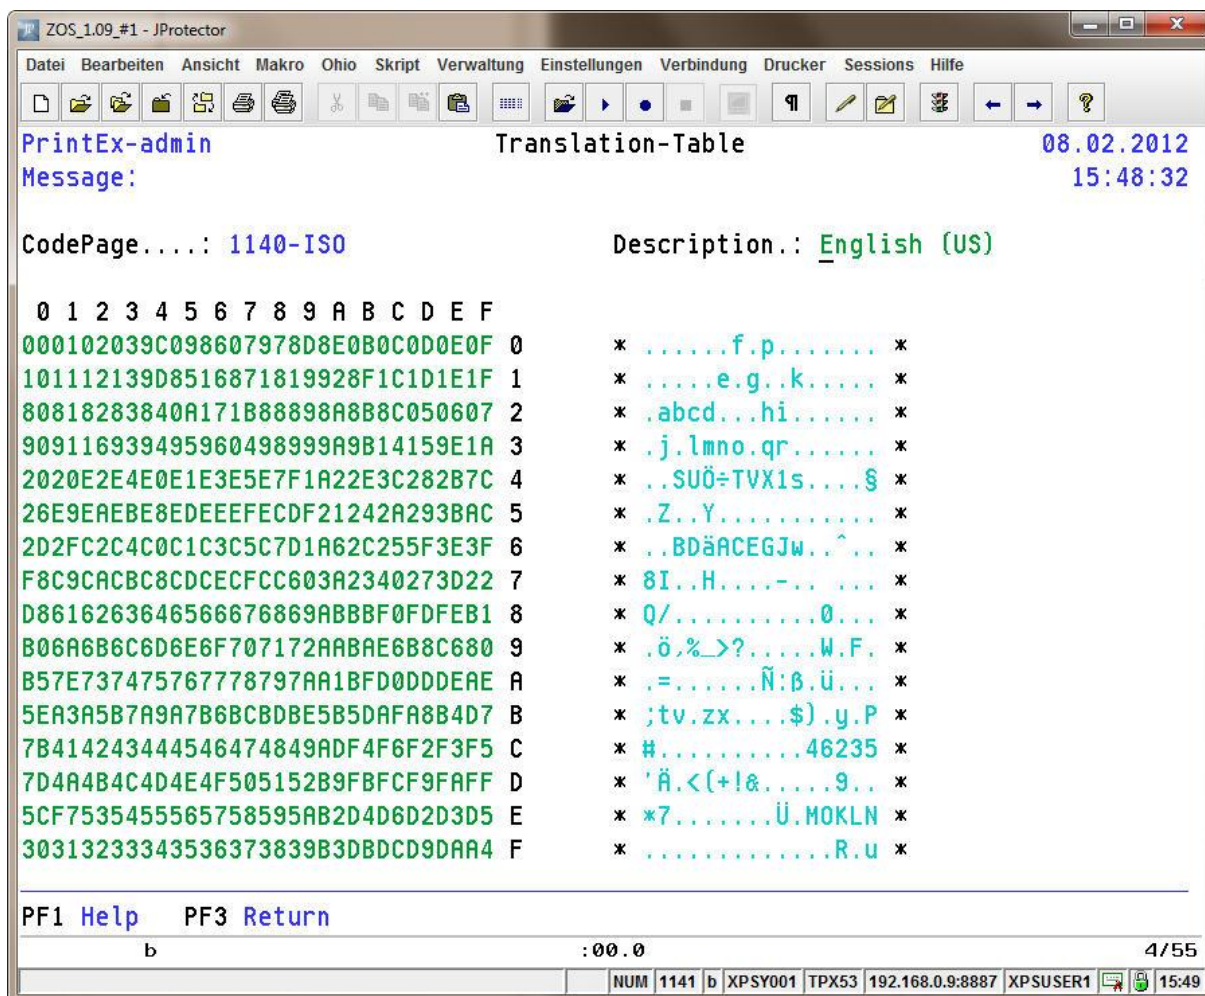 ZOS_1.09_#1 - JProtector
Datei Bearbeiten Ansicht Makro Ohio Skript Verwaltung Einstellungen Verbindung Drucker Sessions Hilfe
PrintEx-admin Translation-Table 08.02.2012
Message: 15:48:32
CodePage....: 1140-ISO Description.: English (US)
0 1 2 3 4 5 6 7 8 9 A B C D E F
000102039C098607978D8E0B0C0D0E0F 0 * ......f.p....... *
101112139D8516871819928F1C1D1E1F 1 * .....e.g..k..... *
80818283840A171B88898A8B8C050607 2 * .abcd...hi...... *
909116939495960498999A9B14159E1A 3 * .j.lmno.qr...... *
2020E2E4E0E1E3E5E7F1A22E3C282B7C 4 * ..SUÖ÷TVX1s....§ *
26E9EAEBE8EDEEEFECDF21242A293BAC 5 * .Z..Y........... *
2D2FC2C4C0C1C3C5C7D1A62C255F3E3F 6 * ..BDäACEGJw..^.. *
F8C9CACBC8CDCECFCC603A2340273D22 7 * 8I..H....-.. ... *
D8616263646566676869ABBBF0FDFEB1 8 * Q/..........0... *
B06A6B6C6D6E6F707172AABAE6B8C680 9 * .ö,%_>?.....W.F. *
B57E737475767778797AA1BFD0DDDEAE A * .=......Ñ:β.ü... *
5EA3A5B7A9A7B6BCBDBE5B5DAFA8B4D7 B * ;tv.zx....$).y.P *
7B414243444546474849ADF4F6F2F3F5 C * #..........46235 *
7D4A4B4C4D4E4F505152B9FBFCF9FAFF D * 'Ä.<(+!&.....9.. *
5CF7535455565758595AB2D4D6D2D3D5 E * *7.......Ü.MOKLN *
30313233343536373839B3DBDCD9DAA4 F * .............R.u *
PF1 Help PF3 Return
b :00.0 4/55
NUM 1141 b XPSY001 TPX53 192.168.0.9:8887 XPSUSER1 15:49